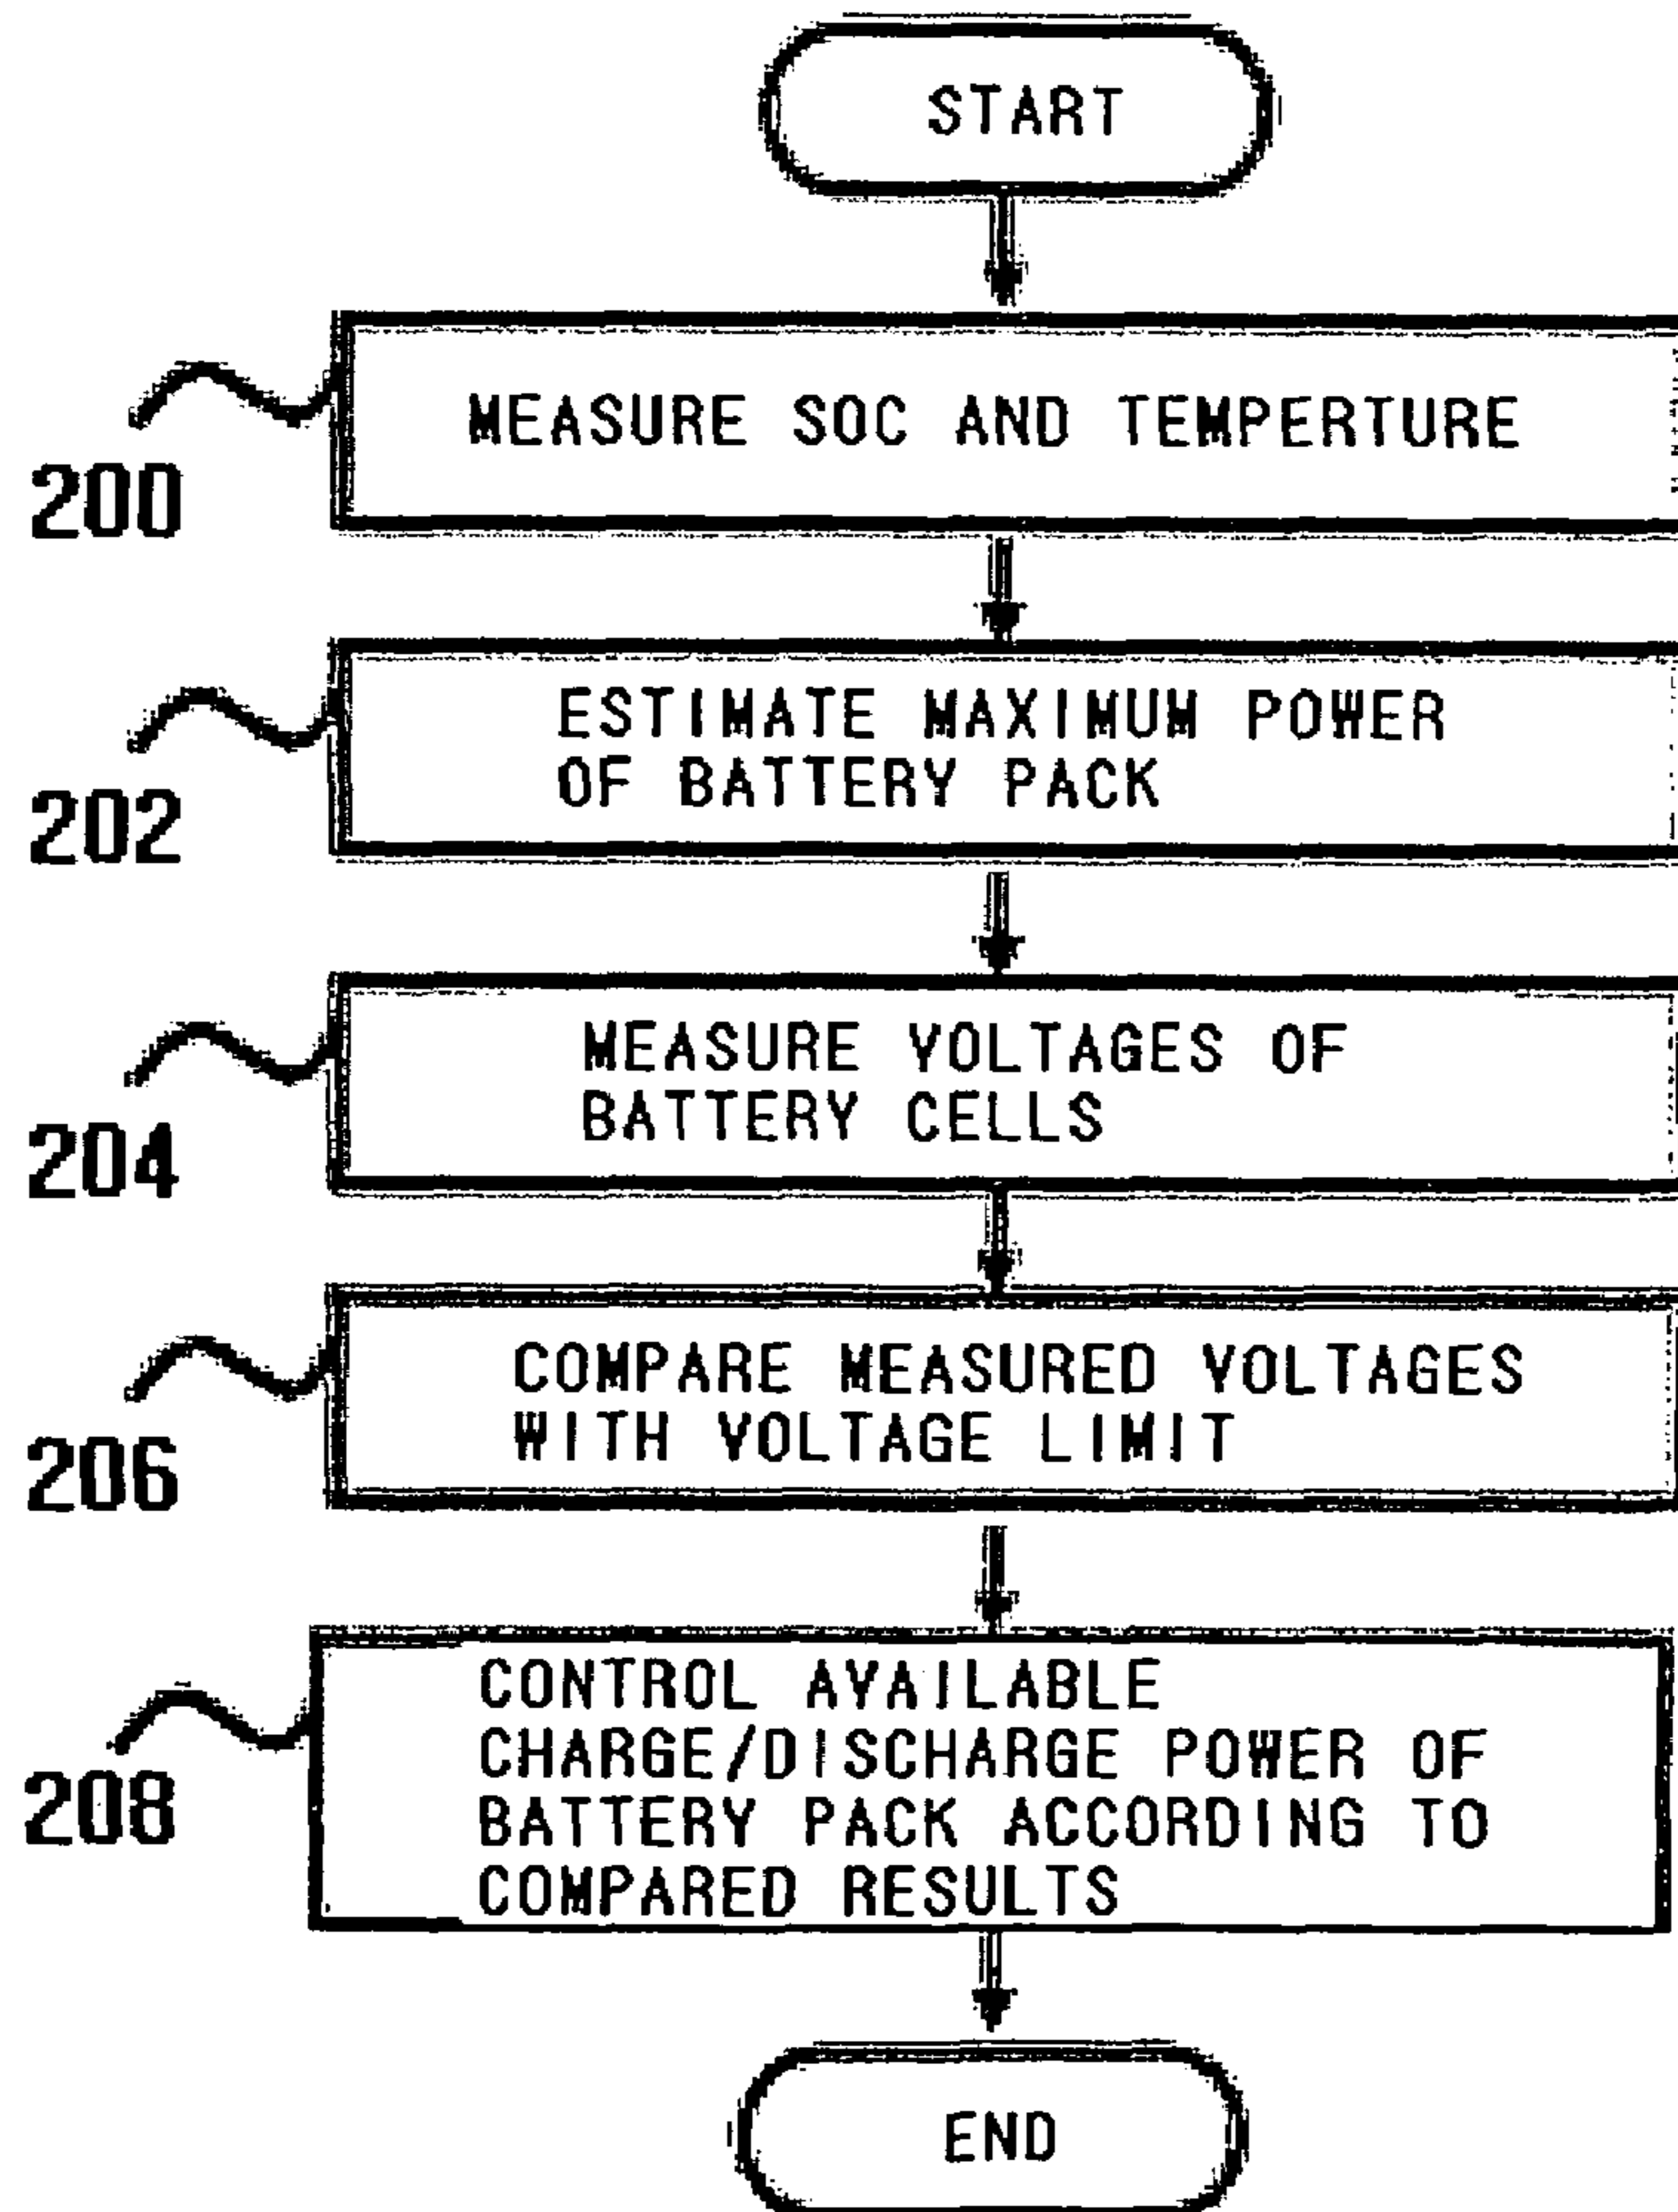 START
MEASURE SOC AND TEMPERTURE
200
ESTIMATE MAXIMUM POWER
OF BATTERY PACK
202
MEASURE VOLTAGES OF
BATTERY CELLS
204
COMPARE MEASURED VOLTAGES
WITH VOLTAGE LIMIT
206
CONTROL AVAILABLE
CHARGE/DISCHARGE POWER OF
BATTERY PACK ACCORDING TO
COMPARED RESULTS
208
END